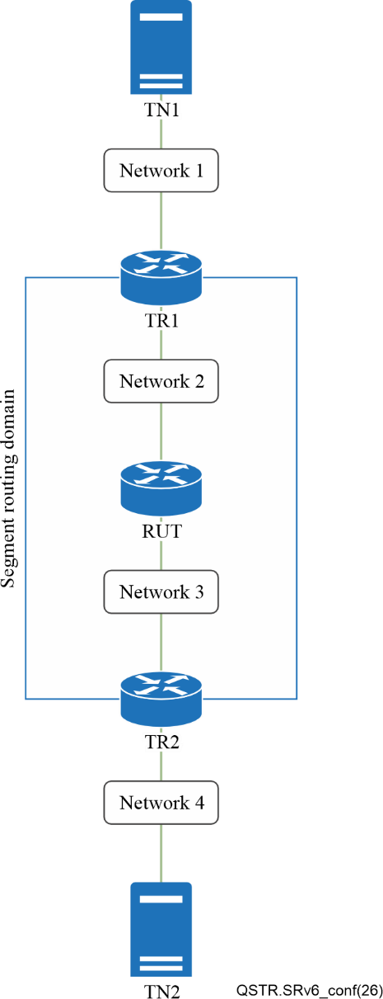 TN1
Network 1
TR1
Network 2
Segment routing domain
RUT
Network 3
TR2
Network 4
TN2
QSTR.SRv6_conf(26)